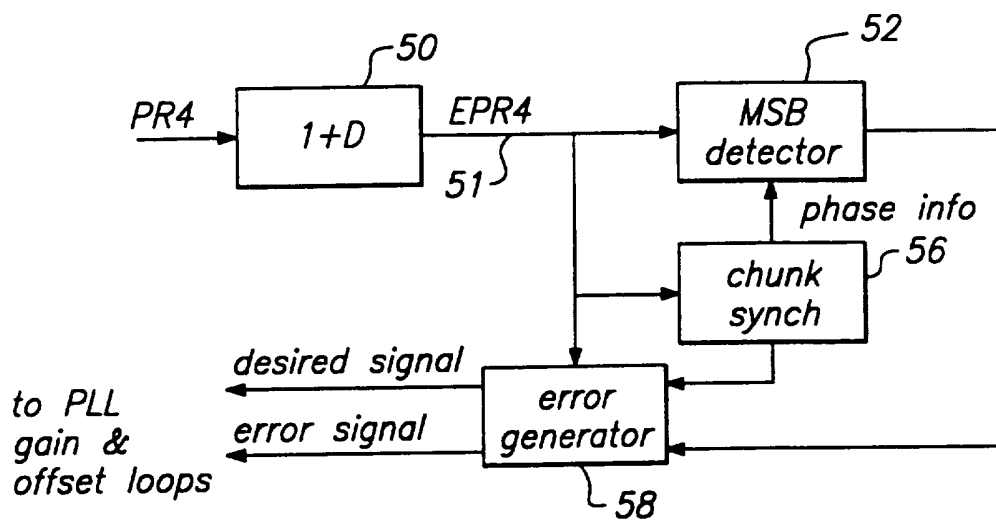 50
52
PR4
1+D
EPR4
51
MSB
detector
phase info
56
chunk
synch
desired signal
error signal
to PLL
gain &
offset loops
error
generator
58